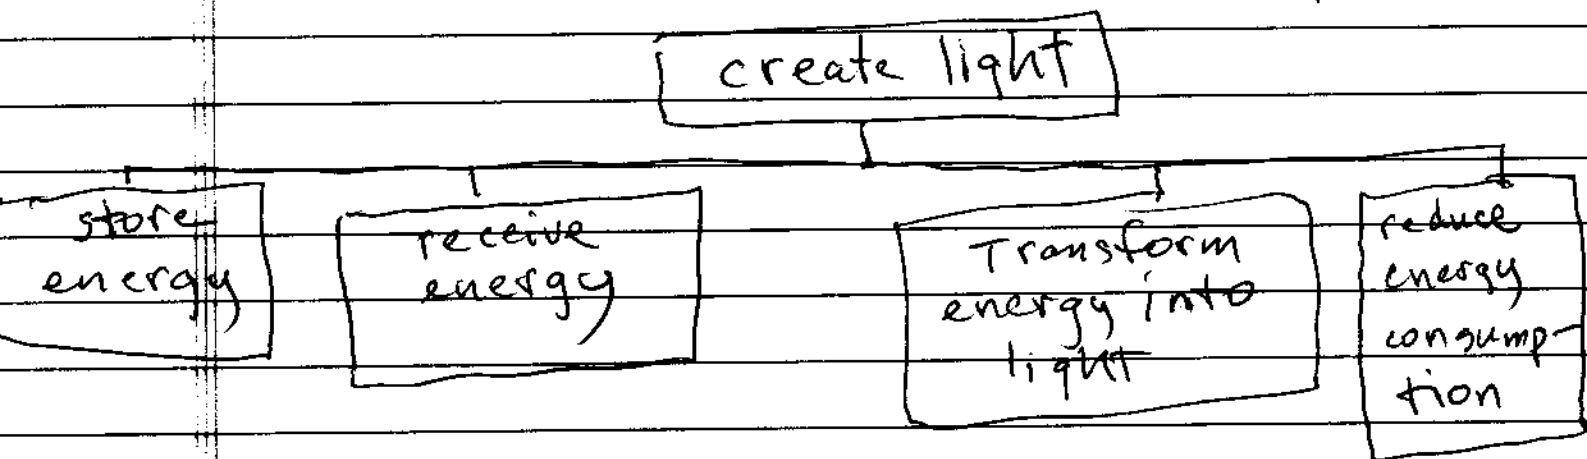 create light
store
energy
receive
energy
Transform
energy into
light
reduce
energy
consump-
tion